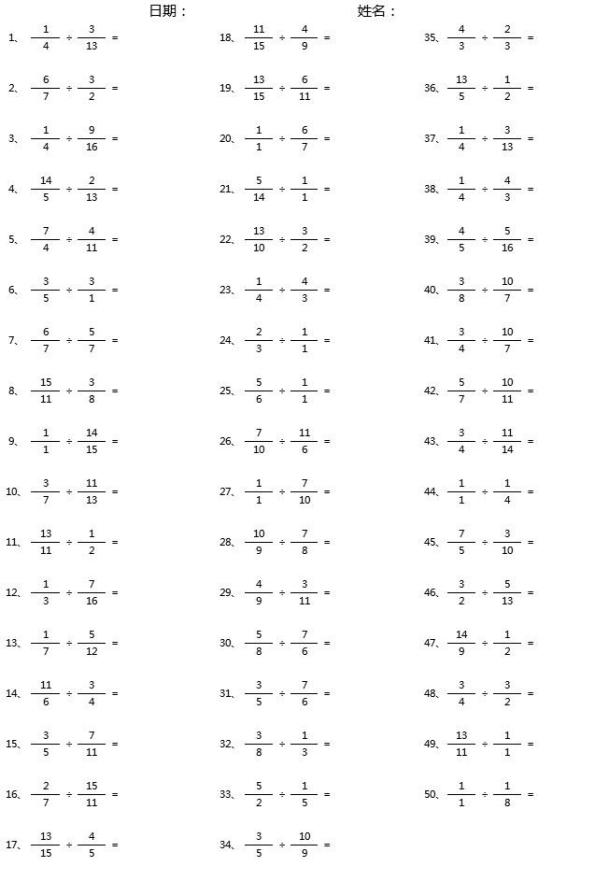 日期： 姓名：
1、 1/4 ÷ 3/13 = 18、 11/15 ÷ 4/9 = 35、 4/3 ÷ 2/3 =
2、 6/7 ÷ 3/2 = 19、 13/15 ÷ 6/11 = 36、 13/5 ÷ 1/2 =
3、 1/4 ÷ 9/16 = 20、 1/1 ÷ 6/7 = 37、 1/4 ÷ 3/13 =
4、 14/5 ÷ 2/13 = 21、 5/14 ÷ 1/1 = 38、 1/4 ÷ 4/3 =
5、 7/4 ÷ 4/11 = 22、 13/10 ÷ 3/2 = 39、 4/5 ÷ 5/16 =
6、 3/5 ÷ 3/1 = 23、 1/4 ÷ 4/3 = 40、 3/8 ÷ 10/7 =
7、 6/7 ÷ 5/7 = 24、 2/3 ÷ 1/1 = 41、 3/4 ÷ 10/7 =
8、 15/11 ÷ 3/8 = 25、 5/6 ÷ 1/1 = 42、 5/7 ÷ 10/11 =
9、 1/1 ÷ 14/15 = 26、 7/10 ÷ 11/6 = 43、 3/4 ÷ 11/14 =
10、 3/7 ÷ 11/13 = 27、 1/1 ÷ 7/10 = 44、 1/1 ÷ 1/4 =
11、 13/11 ÷ 1/2 = 28、 10/9 ÷ 7/8 = 45、 7/5 ÷ 3/10 =
12、 1/3 ÷ 7/16 = 29、 4/9 ÷ 3/11 = 46、 3/2 ÷ 5/13 =
13、 1/7 ÷ 5/12 = 30、 5/8 ÷ 7/6 = 47、 14/9 ÷ 1/2 =
14、 11/6 ÷ 3/4 = 31、 3/5 ÷ 7/6 = 48、 3/4 ÷ 3/2 =
15、 3/5 ÷ 7/11 = 32、 3/8 ÷ 1/3 = 49、 13/11 ÷ 1/1 =
16、 2/7 ÷ 15/11 = 33、 5/2 ÷ 1/5 = 50、 1/1 ÷ 1/8 =
17、 13/15 ÷ 4/5 = 34、 3/5 ÷ 10/9 =